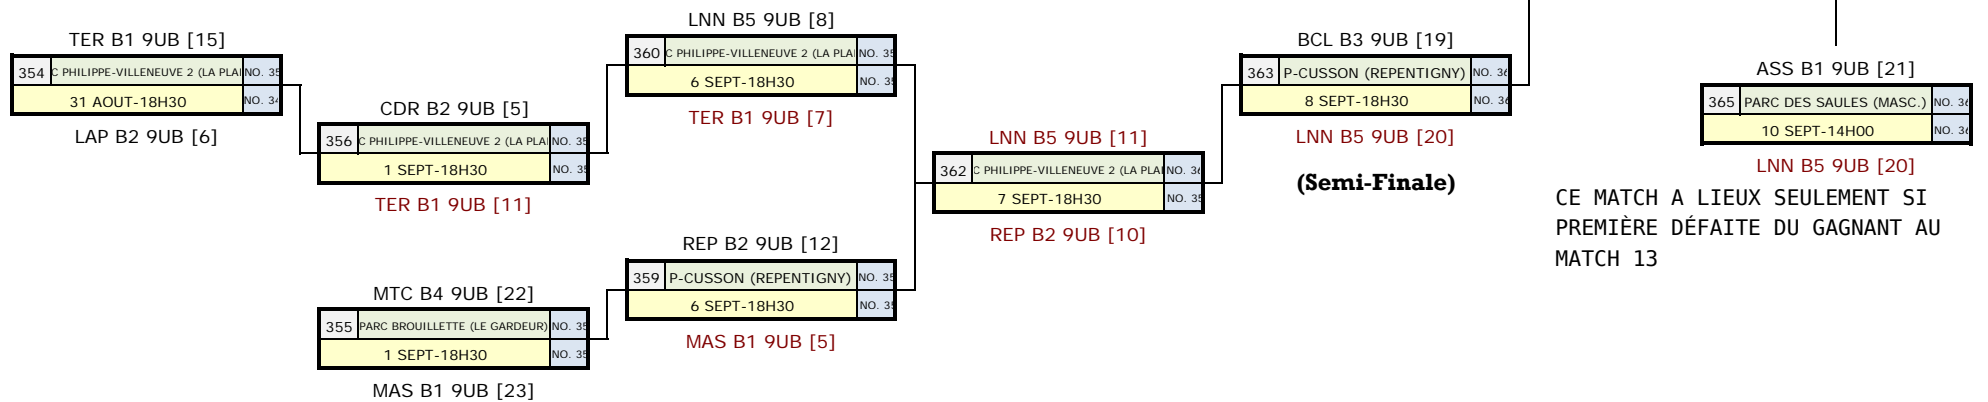 TER B1 9UB [15]
354 C PHILIPPE-VILLENEUVE 2 (LA PLAI NO. 35
31 AOUT-18H30 NO. 34
LAP B2 9UB [6]
CDR B2 9UB [5]
356 C PHILIPPE-VILLENEUVE 2 (LA PLAI NO. 35
1 SEPT-18H30 NO. 35
TER B1 9UB [11]
MTC B4 9UB [22]
355 PARC BROUILLETTE (LE GARDEUR) NO. 35
1 SEPT-18H30 NO. 35
MAS B1 9UB [23]
LNN B5 9UB [8]
360 C PHILIPPE-VILLENEUVE 2 (LA PLAI NO. 35
6 SEPT-18H30 NO. 35
TER B1 9UB [7]
REP B2 9UB [12]
359 P-CUSSON (REPENTIGNY) NO. 35
6 SEPT-18H30 NO. 35
MAS B1 9UB [5]
LNN B5 9UB [11]
362 C PHILIPPE-VILLENEUVE 2 (LA PLAI NO. 36
7 SEPT-18H30 NO. 35
REP B2 9UB [10]
BCL B3 9UB [19]
363 P-CUSSON (REPENTIGNY) NO. 36
8 SEPT-18H30 NO. 36
LNN B5 9UB [20]
(Semi-Finale)
ASS B1 9UB [21]
365 PARC DES SAULES (MASC.) NO. 36
10 SEPT-14H00 NO. 36
LNN B5 9UB [20]
CE MATCH A LIEUX SEULEMENT SI
PREMIÈRE DÉFAITE DU GAGNANT AU
MATCH 13